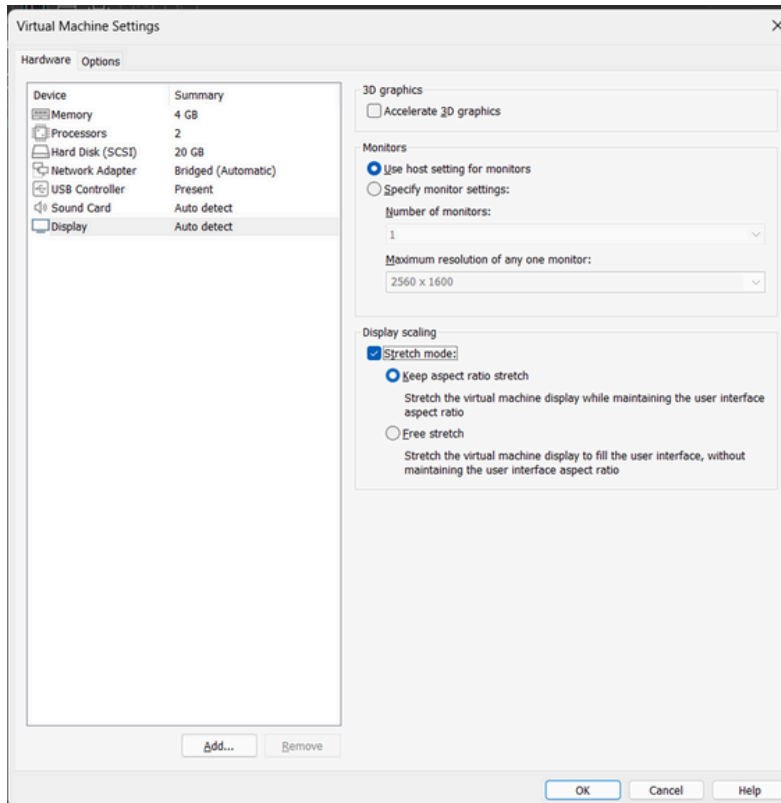 Virtual Machine Settings
Hardware Options
Device Summary
Memory 4 GB
Processors 2
Hard Disk (SCSI) 20 GB
Network Adapter Bridged (Automatic)
USB Controller Present
Sound Card Auto detect
Display Auto detect
Add... Remove
3D graphics
Accelerate 3D graphics
Monitors
Use host setting for monitors
Specify monitor settings:
Number of monitors:
1
Maximum resolution of any one monitor:
2560 x 1600
Display scaling
Stretch mode:
Keep aspect ratio stretch
Stretch the virtual machine display while maintaining the user interface
aspect ratio
Free stretch
Stretch the virtual machine display to fill the user interface, without
maintaining the user interface aspect ratio
OK Cancel Help